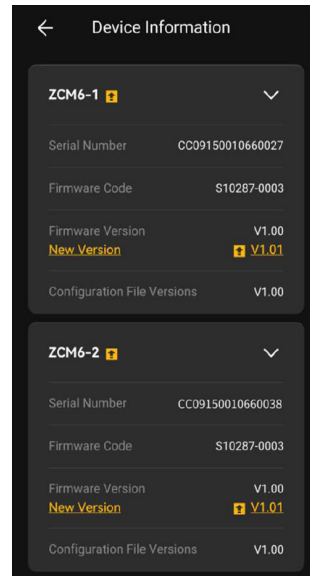 Device Information
ZCM6-1
Serial Number CC09150010660027
Firmware Code S10287-0003
Firmware Version V1.00
New Version V1.01
Configuration File Versions V1.00
ZCM6-2
Serial Number CC09150010660038
Firmware Code S10287-0003
Firmware Version V1.00
New Version V1.01
Configuration File Versions V1.00